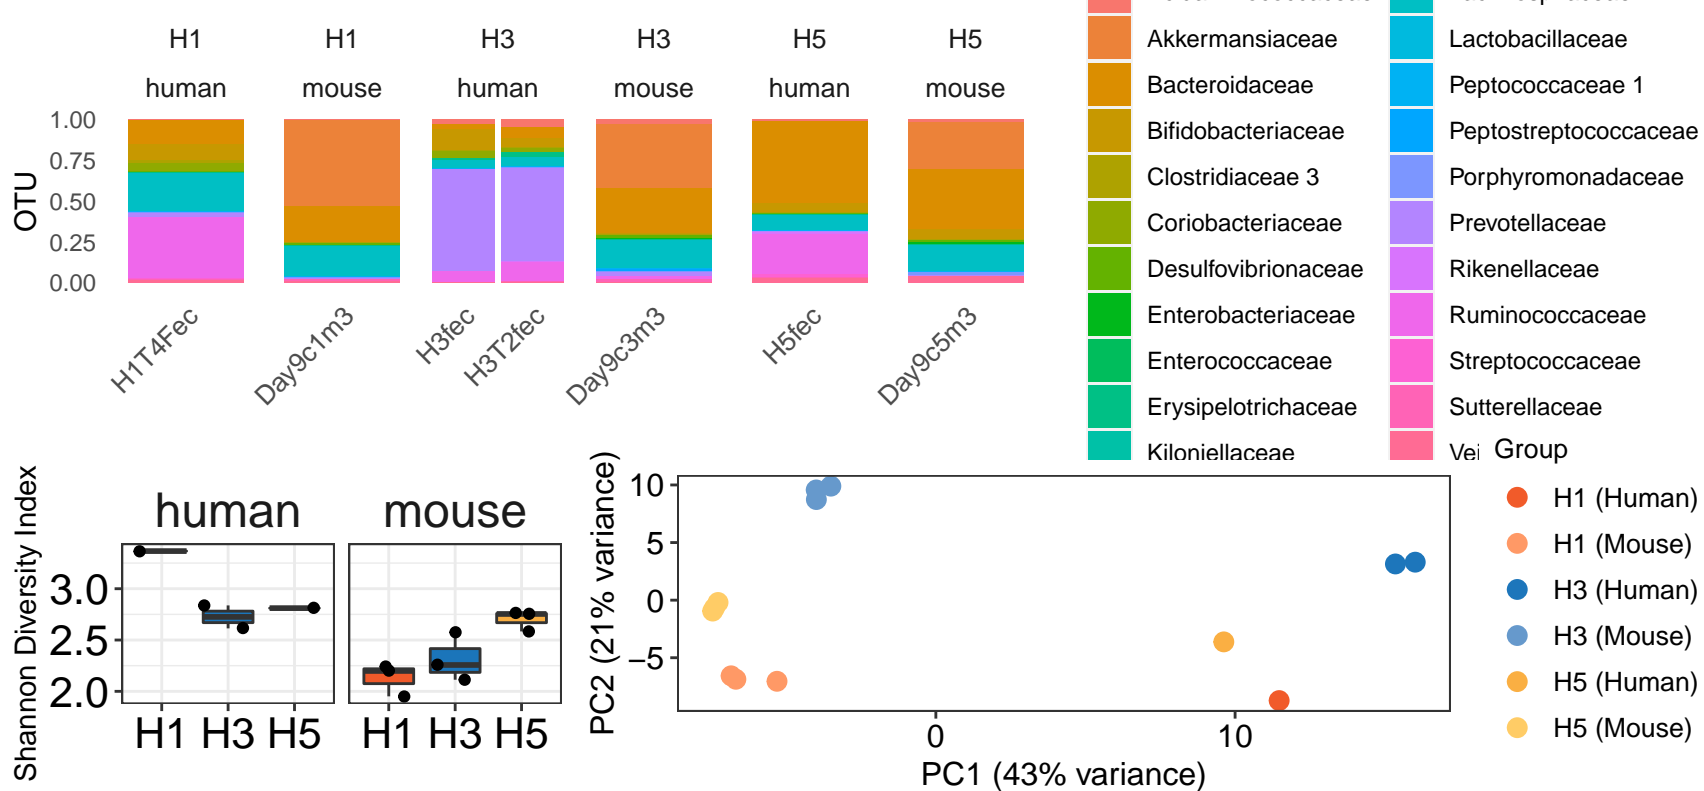 H1 H1 H3 H3 H5 H5
human mouse human mouse human mouse
OTU
1.00
0.75
0.50
0.25
0.00
H1T4Fec
Day9c1m3
H3fec
H3T2fec
Day9c3m3
H5fec
Day9c5m3
Akkermansiaceae
Bacteroidaceae
Bifidobacteriaceae
Clostridiaceae 3
Coriobacteriaceae
Desulfovibrionaceae
Enterobacteriaceae
Enterococcaceae
Erysipelotrichaceae
Kiloniellaceae
Lactobacillaceae
Peptococcaceae 1
Peptostreptococcaceae
Porphyromonadaceae
Prevotellaceae
Rikenellaceae
Ruminococcaceae
Streptococcaceae
Sutterellaceae
Vei
Shannon Diversity Index
human mouse
3.0
2.5
2.0
H1 H3 H5 H1 H3 H5
PC2 (21% variance)
10
5
0
−5
0 10
PC1 (43% variance)
Group
H1 (Human)
H1 (Mouse)
H3 (Human)
H3 (Mouse)
H5 (Human)
H5 (Mouse)